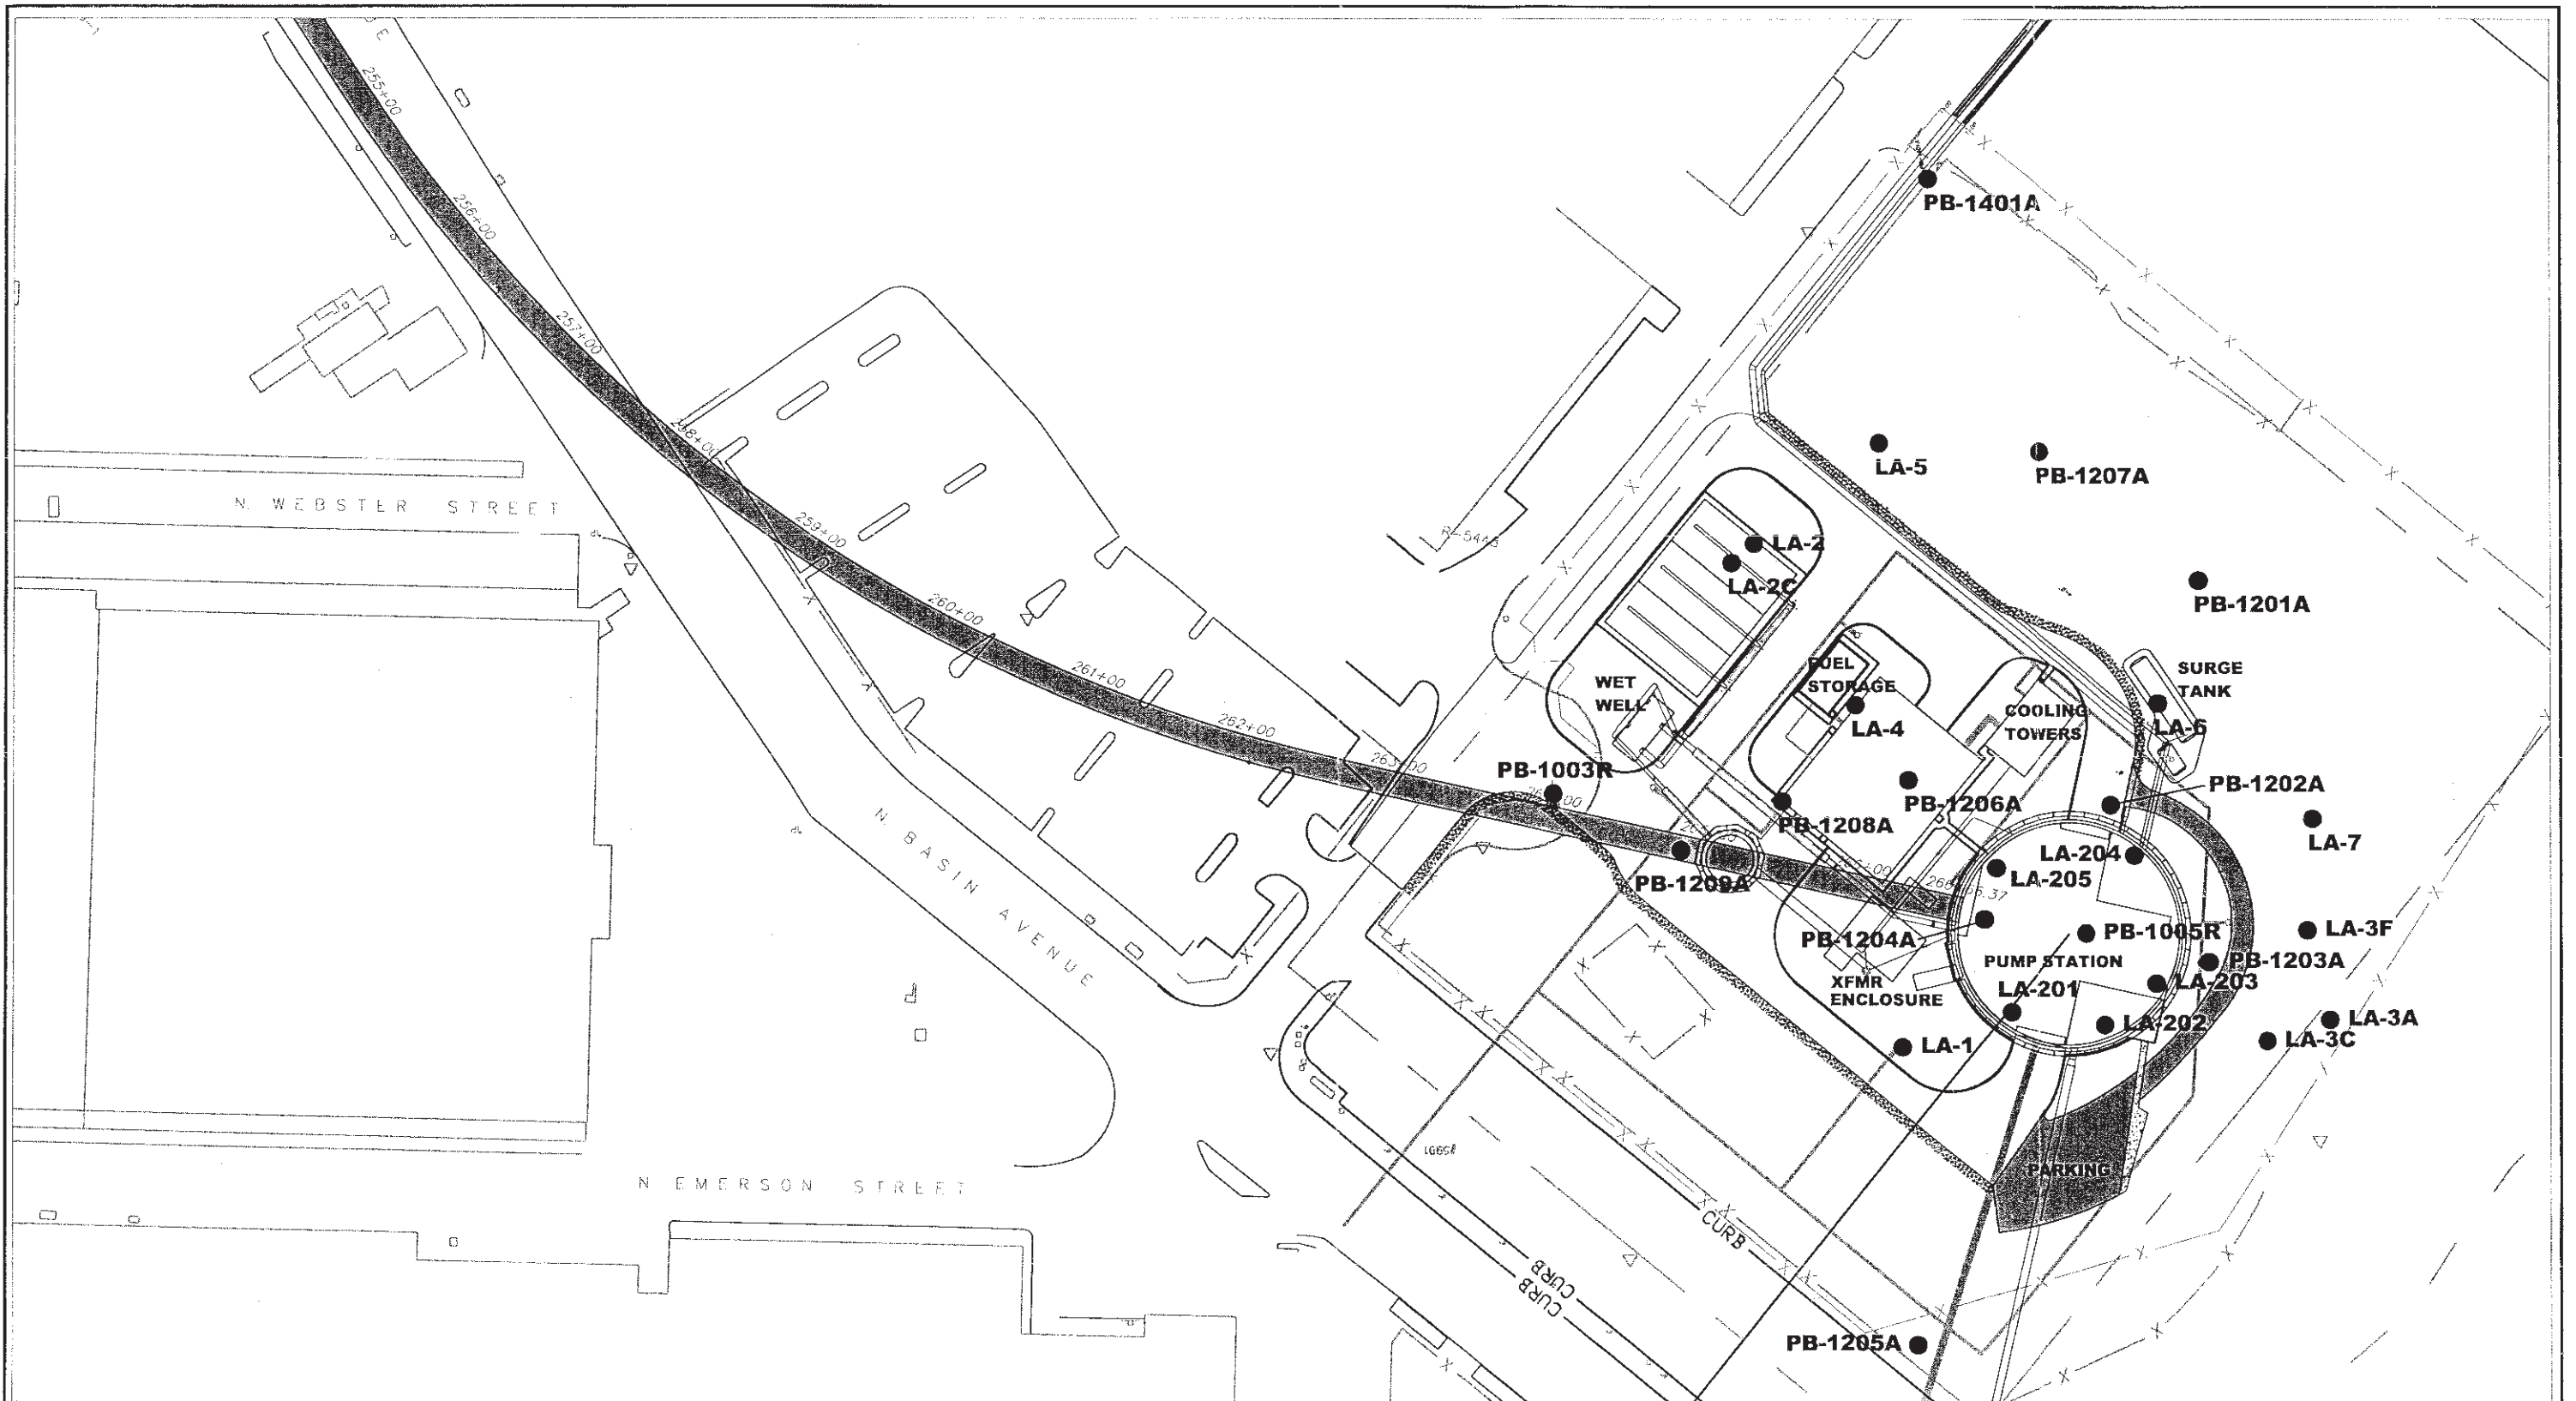 255+00
256+00
257+00
258+00
259+00
260+00
261+00
262+00
N. WEBSTER STREET
N. BASIN AVENUE
N EMERSON STREET
PB-1401A
LA-5
PB-1207A
LA-2
LA-2C
PB-1201A
WET
WELL
FUEL
STORAGE
LA-4
COOLING
TOWERS
SURGE
TANK
LA-6
PB-1003R
PB-1202A
PB-1206A
PB-1208A
LA-7
LA-204
LA-205
PB-1209A
PB-1204A
PB-1005R
LA-3F
PUMP STATION
PB-1203A
XFMR
ENCLOSURE
LA-201
LA-203
LA-202
LA-3A
LA-3C
LA-1
PARKING
CURB
CURB
CURB
PB-1205A